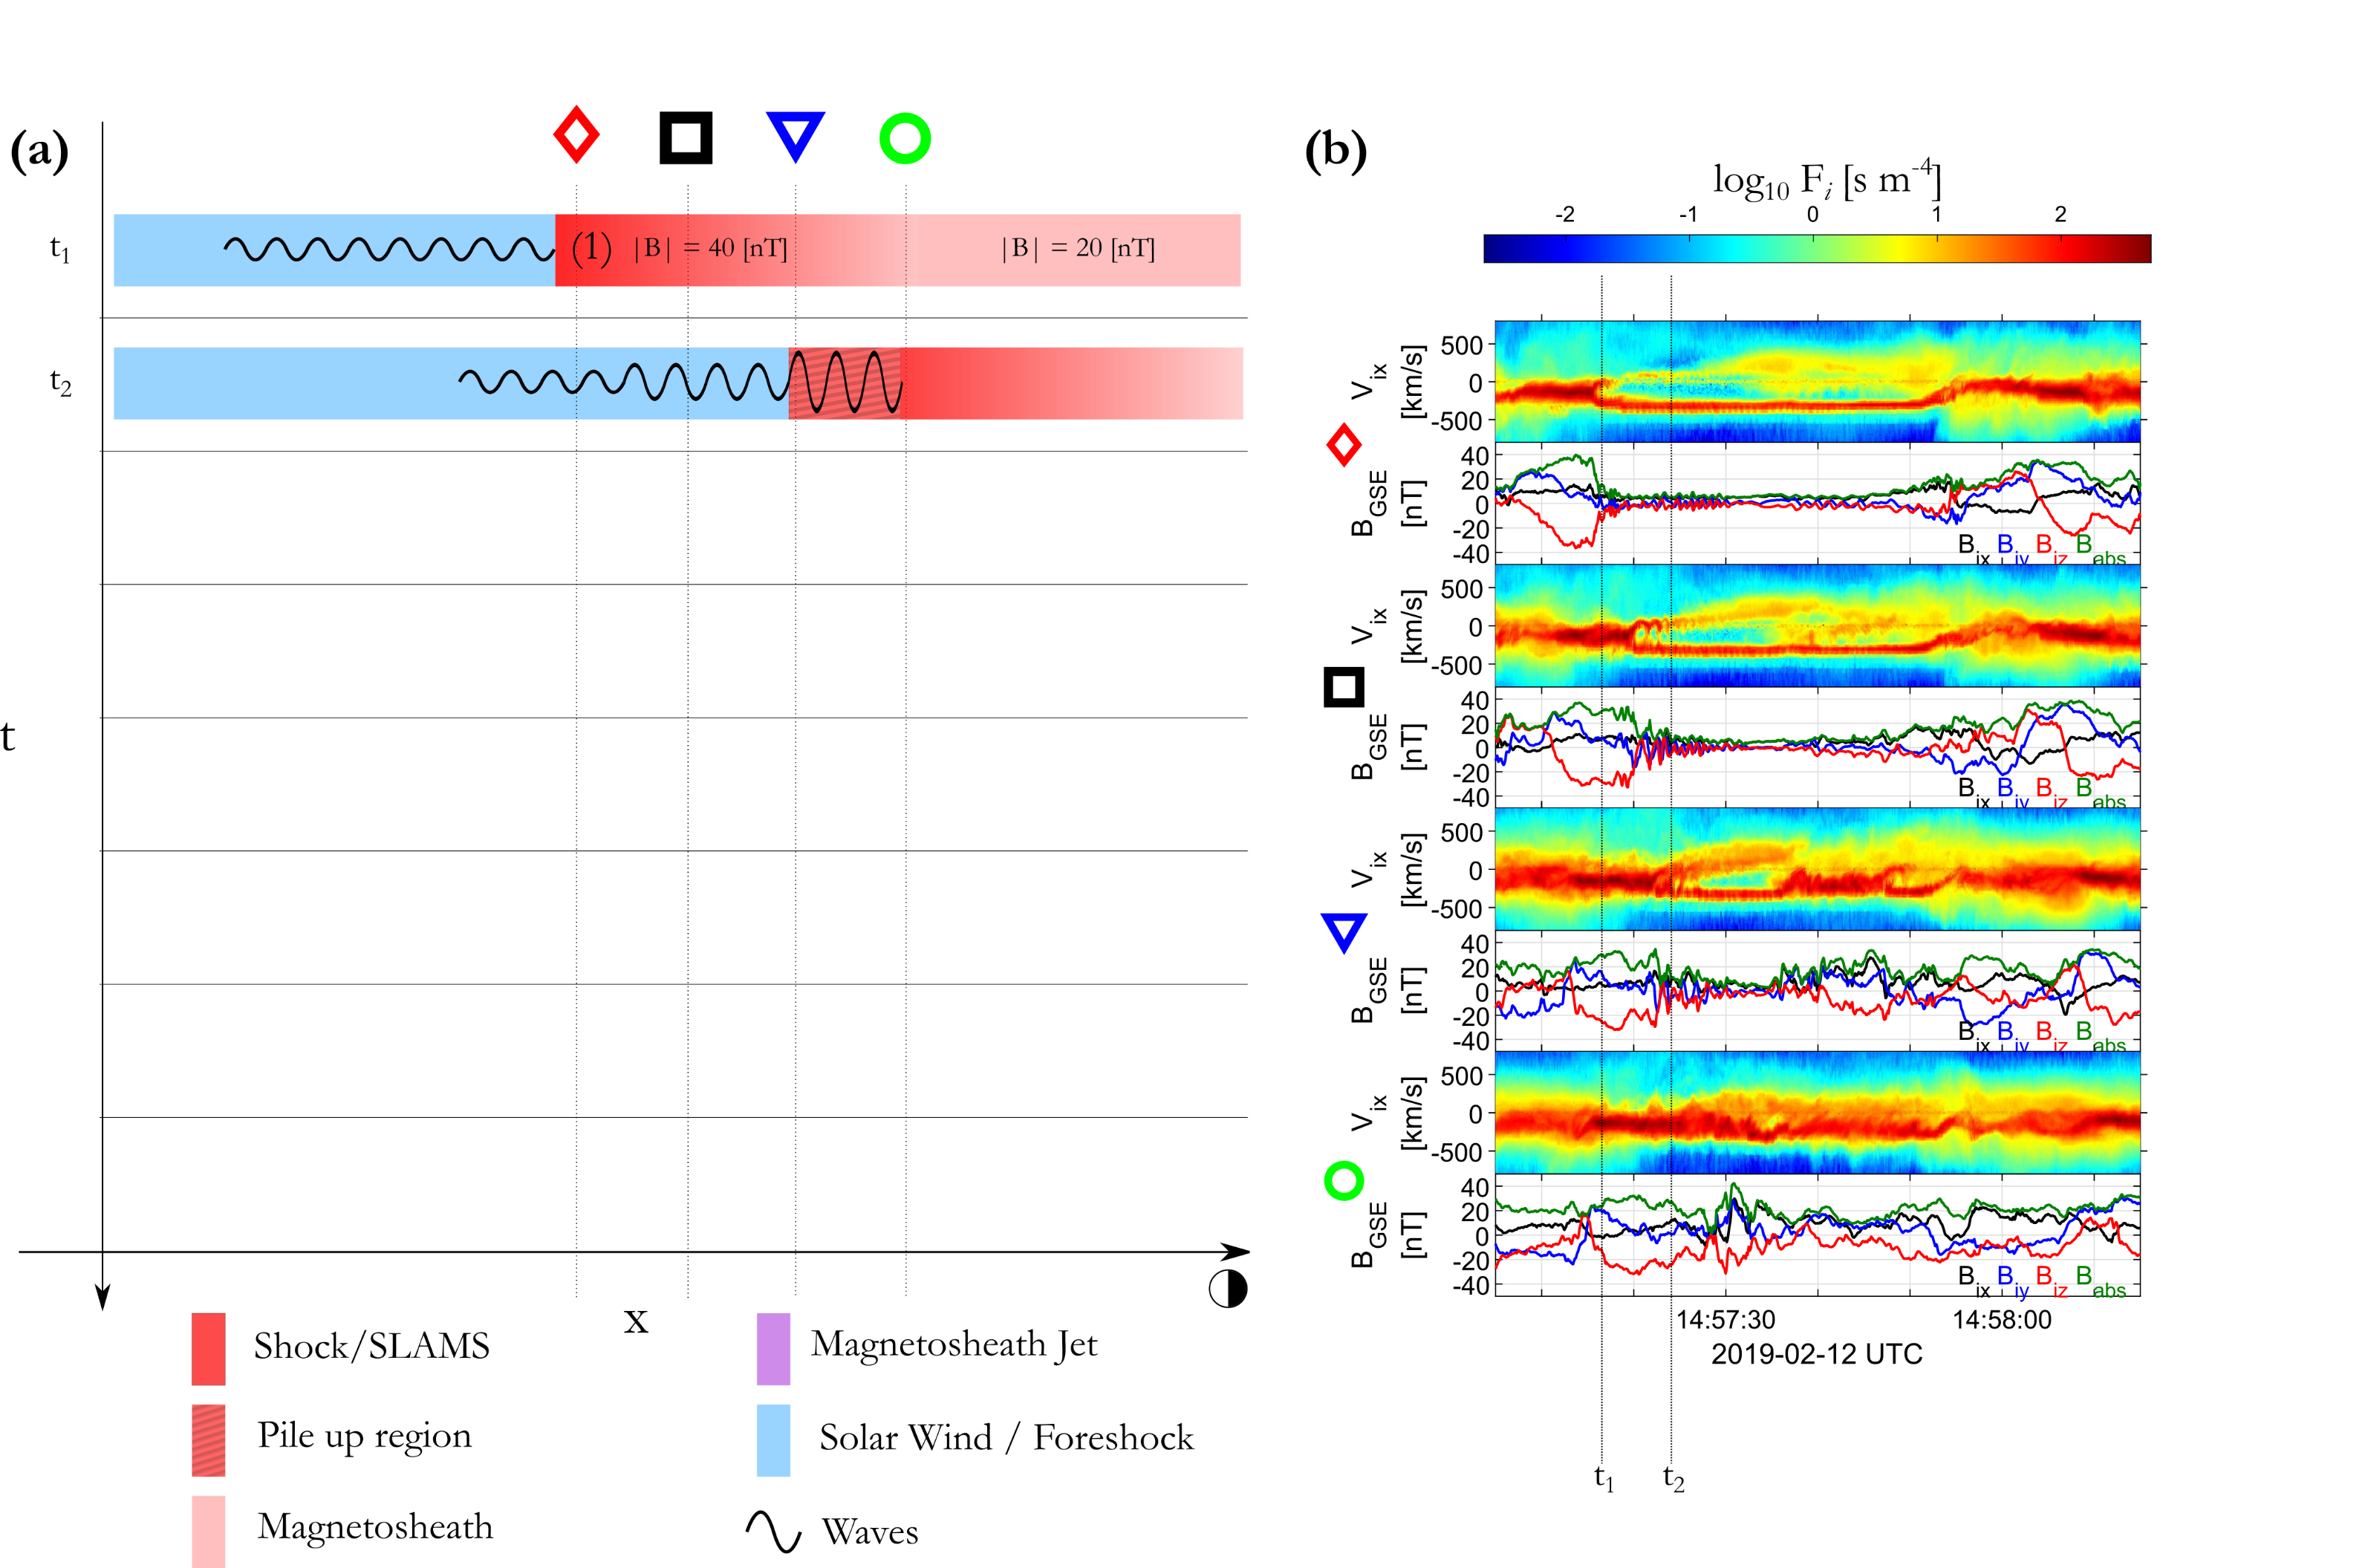 (a)
t1
(1) |B| = 40 [nT]
|B| = 20 [nT]
t2
t
x
Shock/SLAMS
Pile up region
Magnetosheath
Magnetosheath Jet
Solar Wind / Foreshock
Waves
(b)
log10 Fi [s m-4]
-2 -1 0 1 2
Vix
[km/s]
500
0
-500
BGSE
[nT]
40
20
0
-20
-40
Bix Biy Biz Babs
Vix
[km/s]
500
0
-500
BGSE
[nT]
40
20
0
-20
-40
Bix Biy Biz Babs
Vix
[km/s]
500
0
-500
BGSE
[nT]
40
20
0
-20
-40
Bix Biy Biz Babs
Vix
[km/s]
500
0
-500
BGSE
[nT]
40
20
0
-20
-40
Bix Biy Biz Babs
14:57:30 14:58:00
2019-02-12 UTC
t1 t2